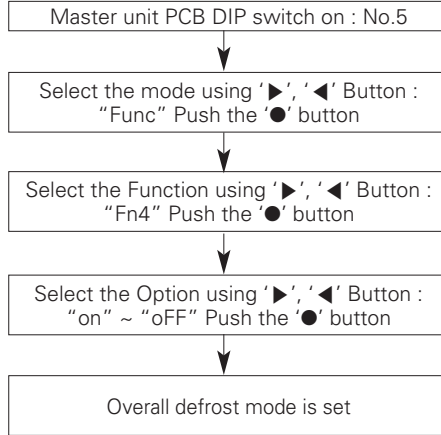 Master unit PCB DIP switch on : No.5
Select the mode using ‘▶’, ‘◀’ Button :
“Func” Push the ‘●’ button
Select the Function using ‘▶’, ‘◀’ Button :
“Fn4” Push the ‘●’ button
Select the Option using ‘▶’, ‘◀’ Button :
“on” ~ “oFF” Push the ‘●’ button
Overall defrost mode is set